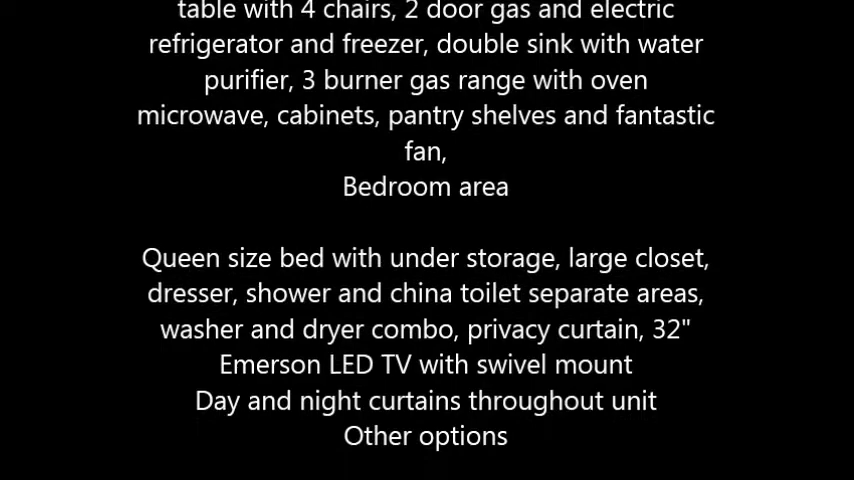 table with 4 chairs, 2 door gas and electric
refrigerator and freezer, double sink with water
purifier, 3 burner gas range with oven
microwave, cabinets, pantry shelves and fantastic
fan,
Bedroom area
Queen size bed with under storage, large closet,
dresser, shower and china toilet separate areas,
washer and dryer combo, privacy curtain, 32"
Emerson LED TV with swivel mount
Day and night curtains throughout unit
Other options